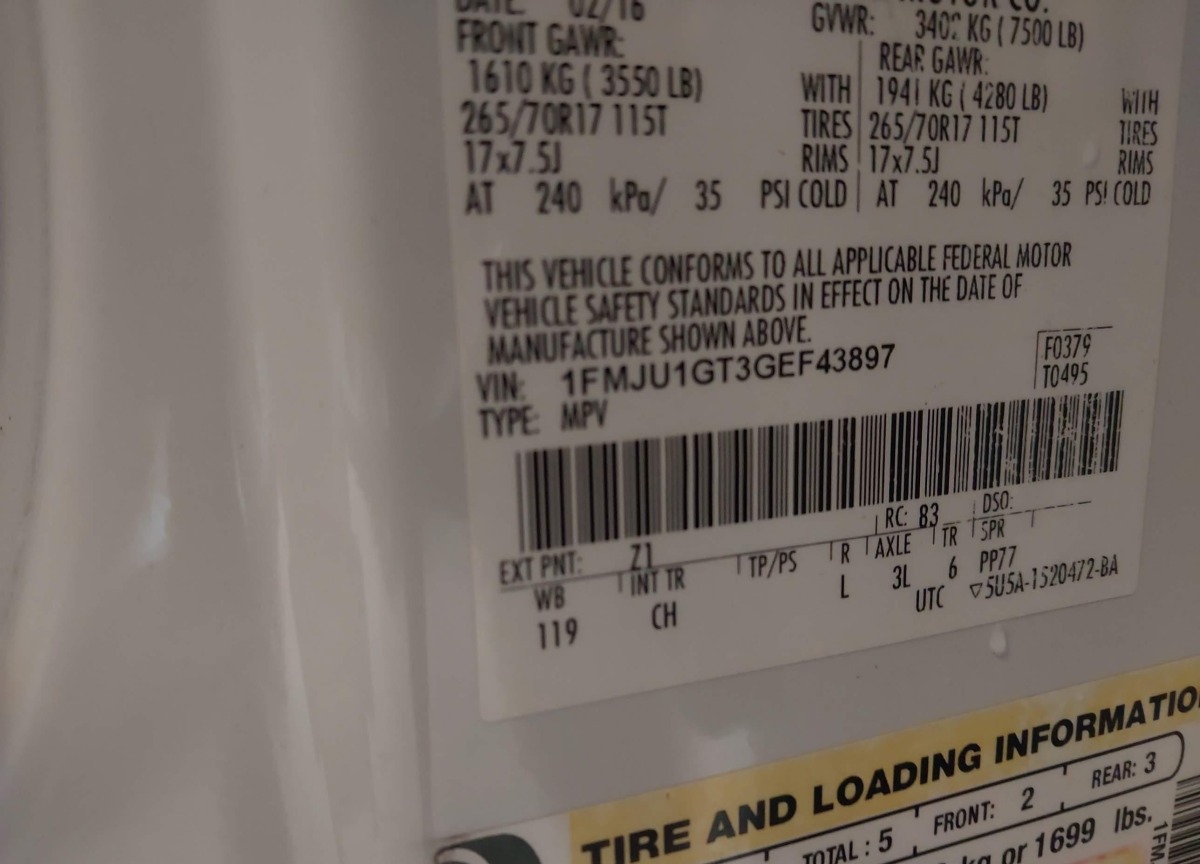 DATE 02/16
GVWR: 3402 KG ( 7500 LB)
FRONT GAWR: REAR GAWR:
1610 KG ( 3550 LB) WITH 1941 KG ( 4280 LB) WITH
265/70R17 115T TIRES 265/70R17 115T TIRES
17x7.5J RIMS 17x7.5J RIMS
AT 240 kPa/ 35 PSI COLD AT 240 kPa/ 35 PSI COLD
THIS VEHICLE CONFORMS TO ALL APPLICABLE FEDERAL MOTOR
VEHICLE SAFETY STANDARDS IN EFFECT ON THE DATE OF
MANUFACTURE SHOWN ABOVE.
VIN: 1FMJU1GT3GEF43897
F0379
TYPE: MPV
T0495
EXT PNT: Z1 RC: 83 DSO:
WB INT TR TP/PS R AXLE TR SPR
119 CH L 3L 6 PP77
UTC ▽5U5A-1520472-BA
TIRE AND LOADING INFORMATIO
TOTAL : 5 FRONT: 2 REAR: 3
kg or 1699 lbs.
1FM